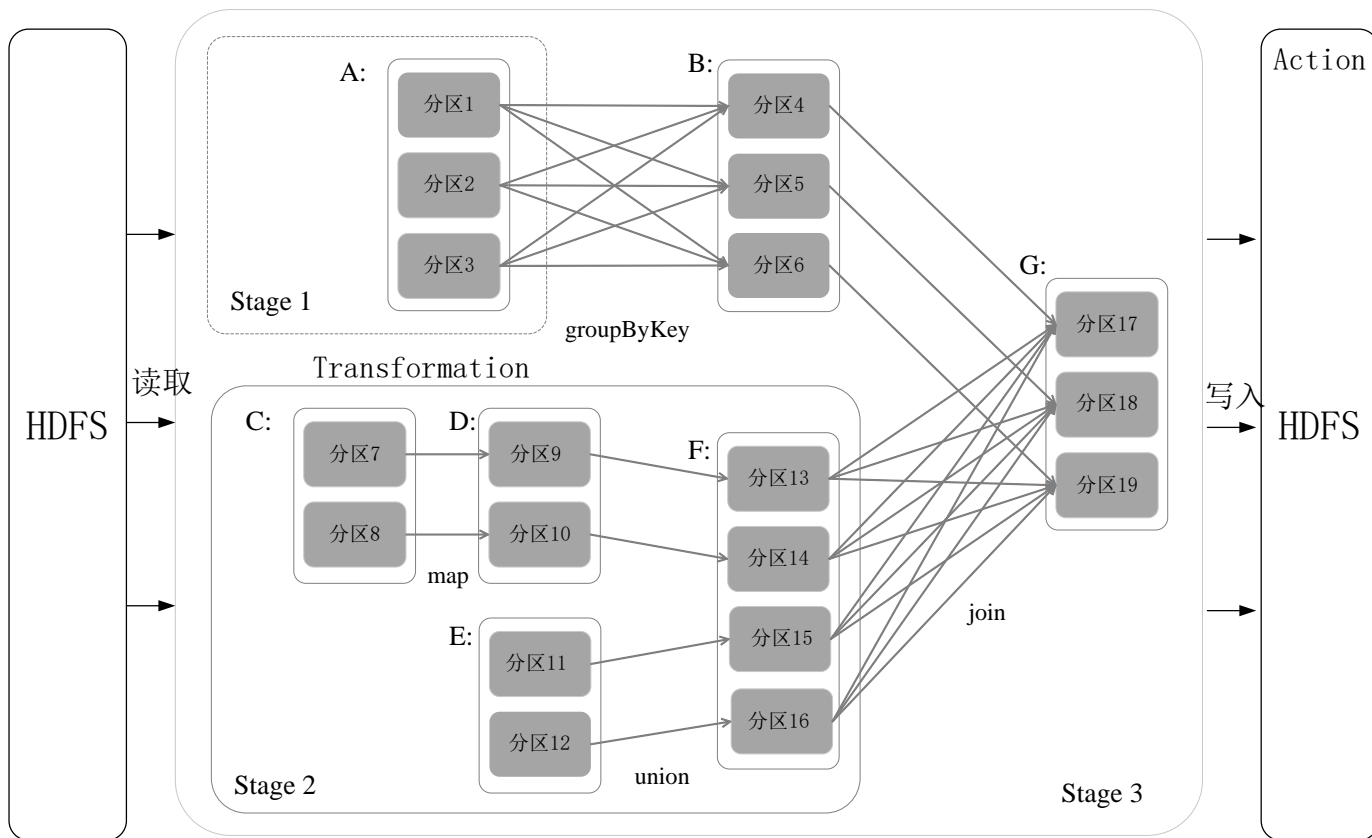 HDFS
读取
A:
分区1
分区2
分区3
Stage 1
B:
分区4
分区5
分区6
groupByKey
Transformation
C:
分区7
分区8
map
D:
分区9
分区10
E:
分区11
分区12
union
F:
分区13
分区14
分区15
分区16
Stage 2
join
G:
分区17
分区18
分区19
Stage 3
写入
Action
HDFS